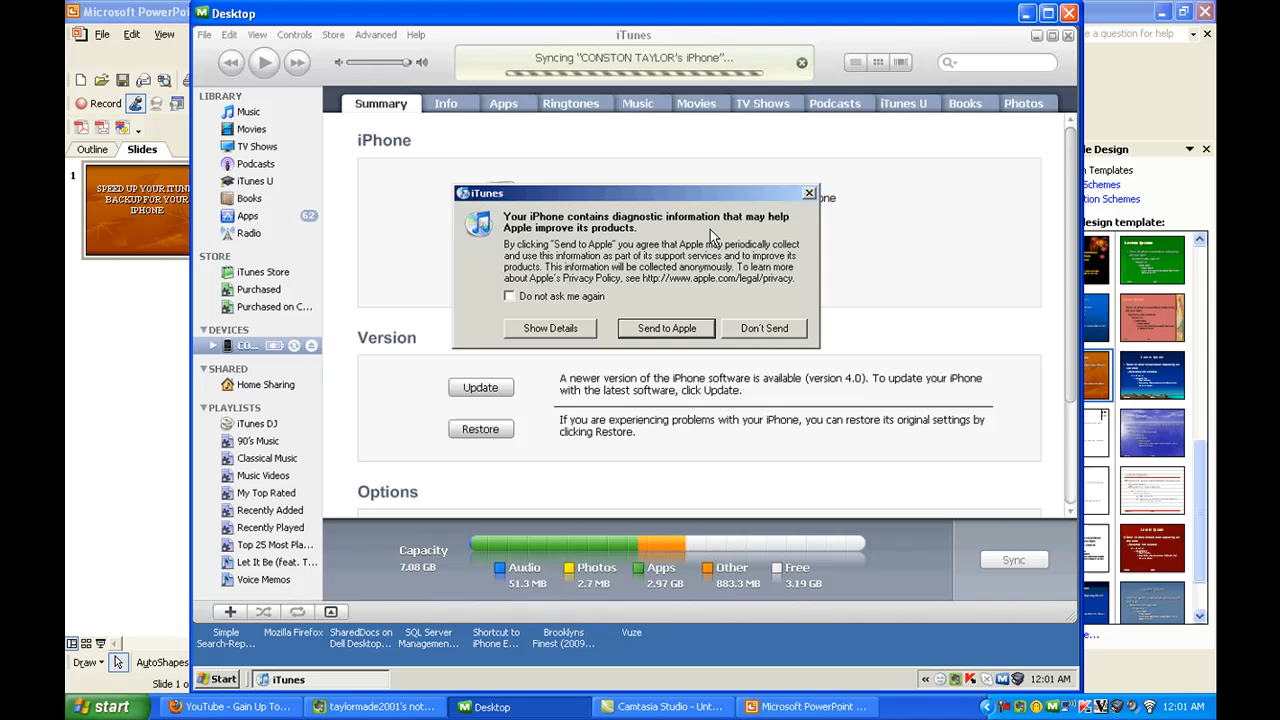 Microsoft PowerPoi
Desktop
File Edit View
e a question for help
File Edit View Controls Store Advanced Help
iTunes
Syncing "CONSTON TAYLOR's iPhone"...
Record
Outline Slides
1
SPEED UP YOUR ITUN
BACKUP FOR YOUR
IPHONE
LIBRARY
Music
Movies
TV Shows
Podcasts
iTunes U
Books
Apps 62
Radio
STORE
iTunes Store
Purchased
Purchased on C...
DEVICES
CO...
SHARED
Home Sharing
PLAYLISTS
iTunes DJ
90's Music
Classical Music
Music Videos
My Top Rated
Recently Added
Recently Played
Top 25 Most Pla...
Let It Be (feat. T...
Voice Memos
Summary Info Apps Ringtones Music Movies TV Shows Podcasts iTunes U Books Photos
iPhone
one
iTunes
Your iPhone contains diagnostic information that may help
Apple improve its products.
By clicking "Send to Apple" you agree that Apple may periodically collect
and use this information as part of its support services and to improve its
products. This information will be collected anonymously. To learn more
about Apple's Privacy Policy, see http://www.apple.com/legal/privacy.
Do not ask me again
Show Details Send to Apple Don't Send
Version
Update
A newer version of the iPhone software is available (version 4.0). To update your iPhone
with the latest software, click Update.
Restore
If you are experiencing problems with your iPhone, you can restore its original settings by
clicking Restore.
Options
Capacity
7.08 GB
Audio
51.3 MB
Photos
2.7 MB
Apps
2.97 GB
Other
883.3 MB
Free
3.19 GB
Sync
Simple
Search-Rep...
Mozilla Firefox
SharedDocs on
Dell Desktop...
SQL Server
Managemen...
Shortcut to
iPhone E...
Brooklyns
Finest (2009...
Vuze
Start iTunes 12:01 AM
le Design
n Templates
Schemes
tion Schemes
design template:
e...
Draw AutoShapes
Slide 1 o
start YouTube - Gain Up To... taylormade2001's not... Desktop Camtasia Studio - Unt... Microsoft PowerPoint ... 12:01 AM